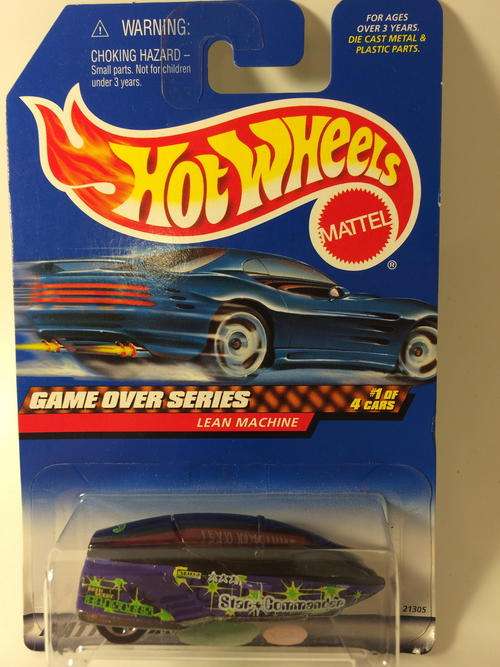 WARNING:
CHOKING HAZARD –
Small parts. Not for children
under 3 years.
FOR AGES
OVER 3 YEARS.
DIE CAST METAL &
PLASTIC PARTS.
HOT WHEELS
MATTEL
®
GAME OVER SERIES
#1 OF
4 CARS
LEAN MACHINE
Star Commander
21305